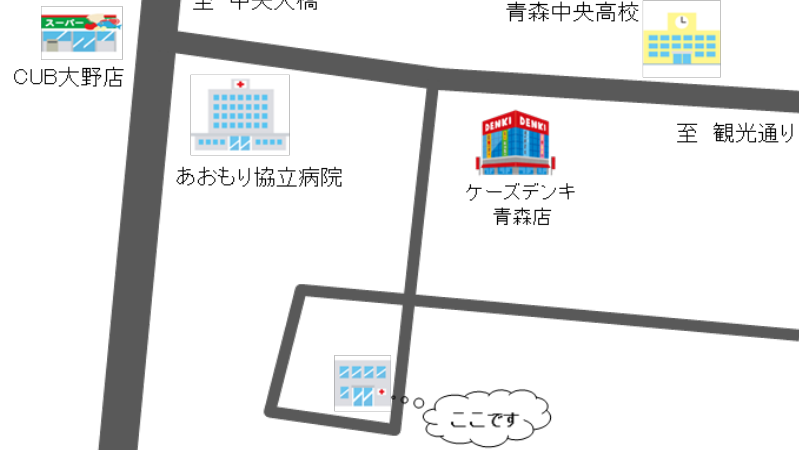 至 中央大橋
青森中央高校
スーパー
CUB大野店
DENKI DENKI
至 観光通り
あおもり協立病院
ケーズデンキ
青森店
ここです